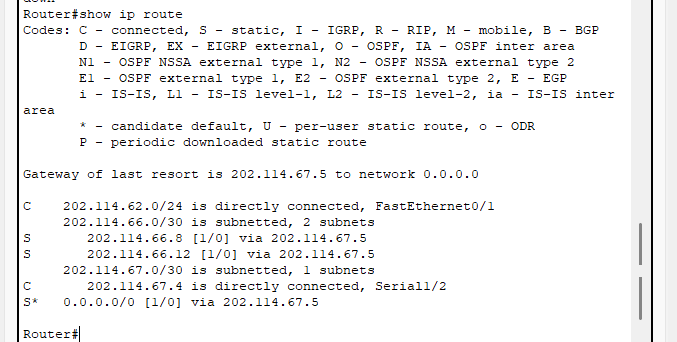 Router#show ip route
Codes: C - connected, S - static, I - IGRP, R - RIP, M - mobile, B - BGP
       D - EIGRP, EX - EIGRP external, O - OSPF, IA - OSPF inter area
       N1 - OSPF NSSA external type 1, N2 - OSPF NSSA external type 2
       E1 - OSPF external type 1, E2 - OSPF external type 2, E - EGP
       i - IS-IS, L1 - IS-IS level-1, L2 - IS-IS level-2, ia - IS-IS inter
area
       * - candidate default, U - per-user static route, o - ODR
       P - periodic downloaded static route

Gateway of last resort is 202.114.67.5 to network 0.0.0.0

C    202.114.62.0/24 is directly connected, FastEthernet0/1
     202.114.66.0/30 is subnetted, 2 subnets
S       202.114.66.8 [1/0] via 202.114.67.5
S       202.114.66.12 [1/0] via 202.114.67.5
     202.114.67.0/30 is subnetted, 1 subnets
C       202.114.67.4 is directly connected, Serial1/2
S*   0.0.0.0/0 [1/0] via 202.114.67.5

Router#